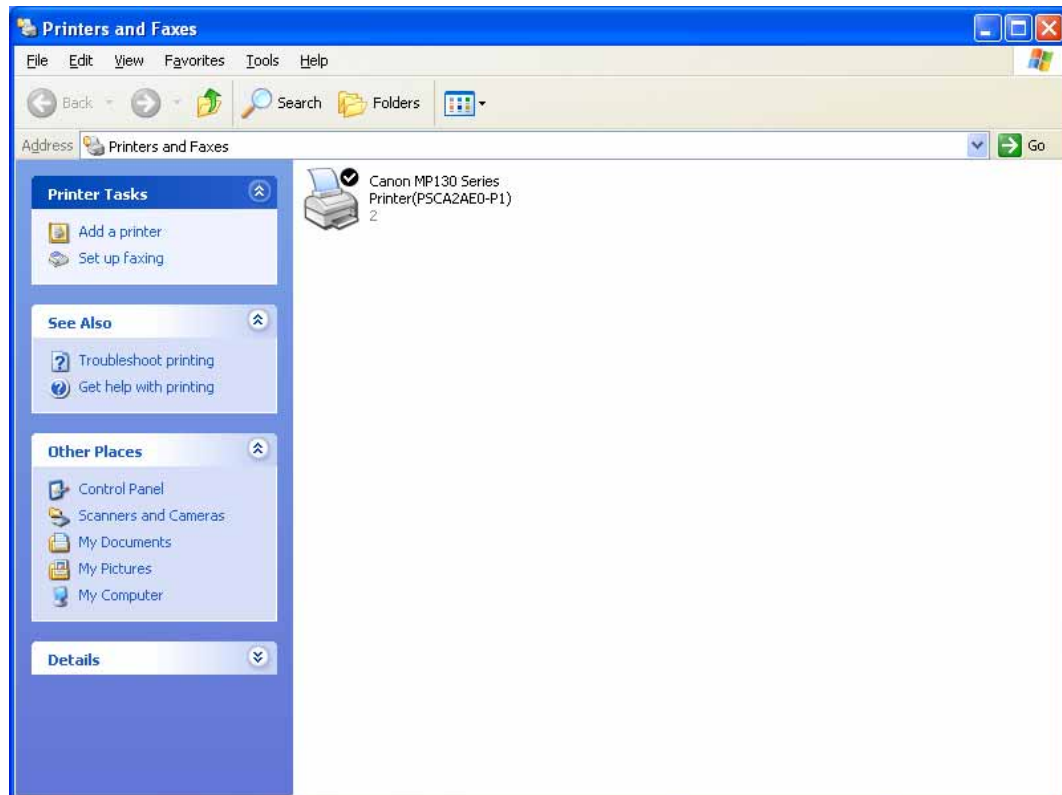 Printers and Faxes
File Edit View Favorites Tools Help
Back Search Folders
Address Printers and Faxes Go
Printer Tasks
Add a printer
Set up faxing
See Also
Troubleshoot printing
Get help with printing
Other Places
Control Panel
Scanners and Cameras
My Documents
My Pictures
My Computer
Details
Canon MP130 Series
Printer(PSCA2AE0-P1)
2